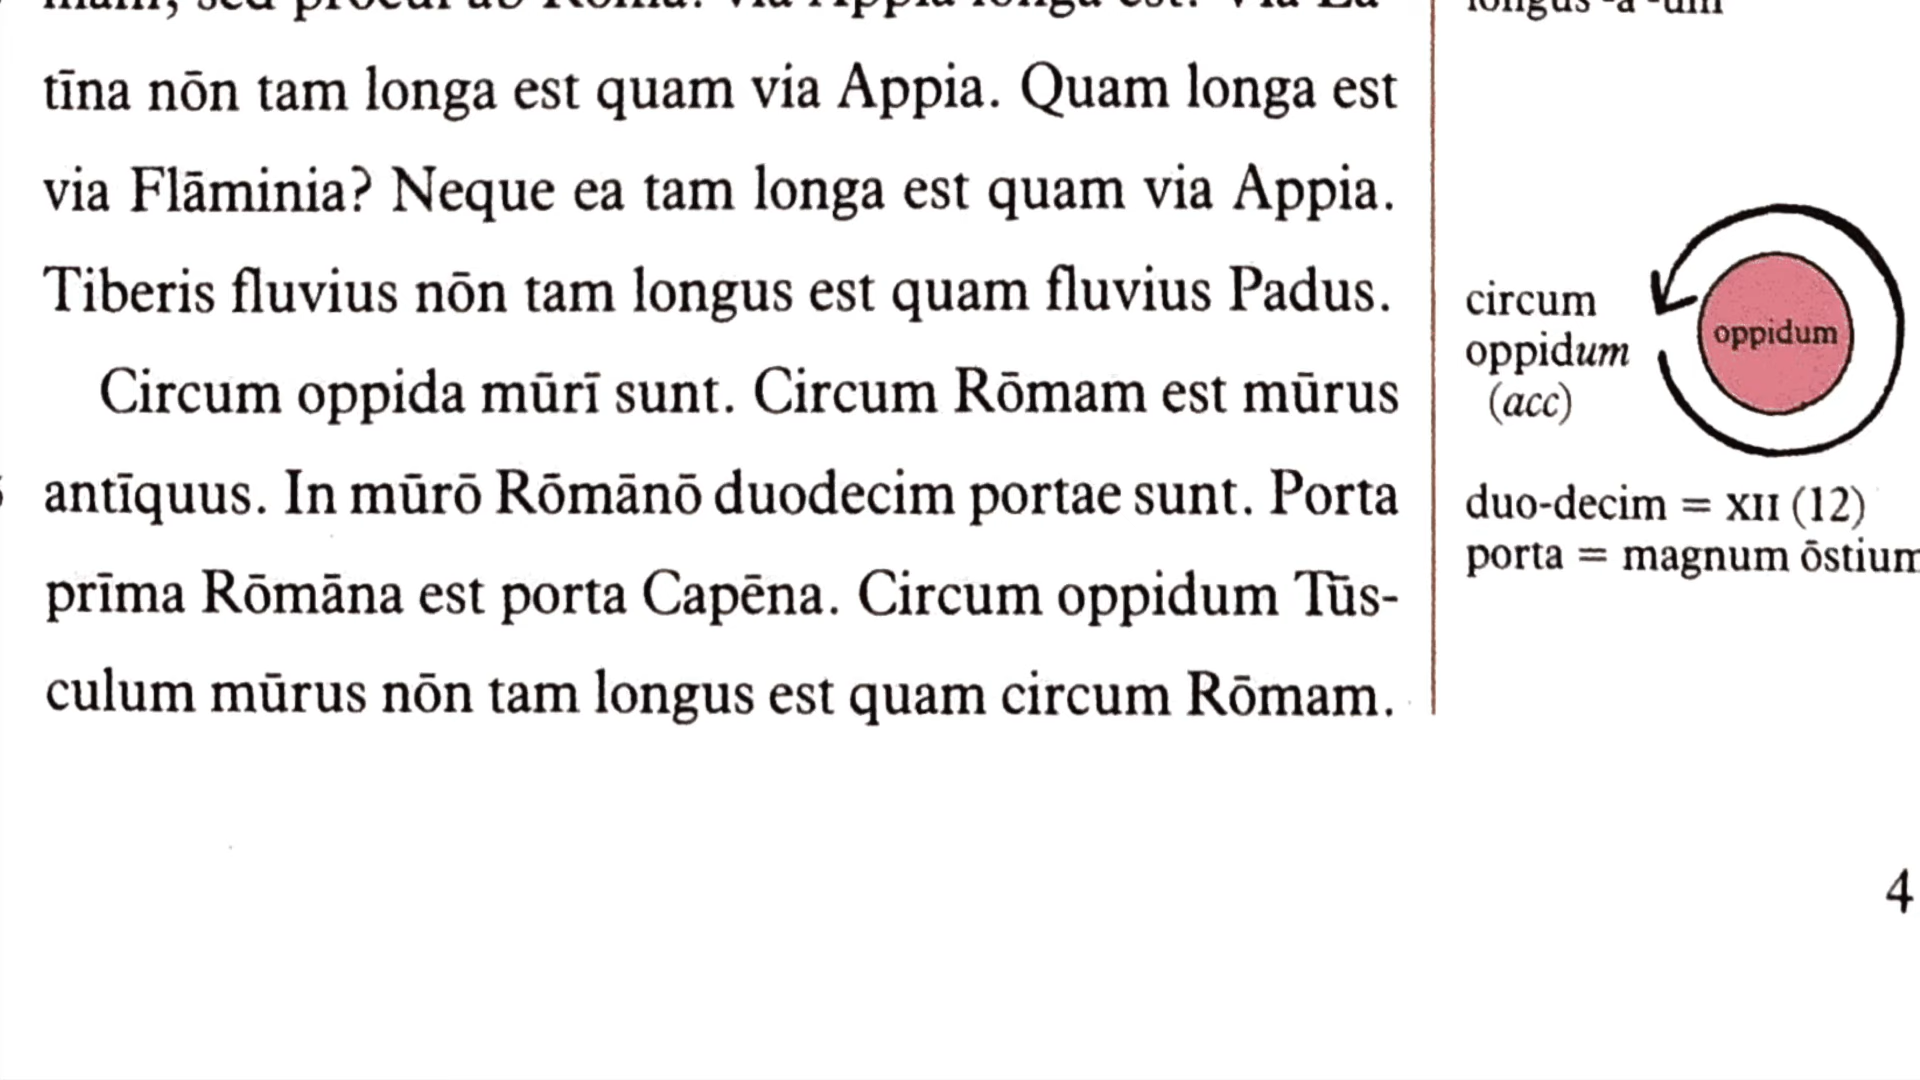 tīna nōn tam longa est quam via Appia. Quam longa est
via Flāminia? Neque ea tam longa est quam via Appia.
Tiberis fluvius nōn tam longus est quam fluvius Padus.
Circum oppida mūrī sunt. Circum Rōmam est mūrus
antīquus. In mūrō Rōmānō duodecim portae sunt. Porta
prīma Rōmāna est porta Capēna. Circum oppidum Tūs-
culum mūrus nōn tam longus est quam circum Rōmam.
longus -a -um
circum
oppidum
(acc)
oppidum
duo-decim = XII (12)
porta = magnum ōstium
4